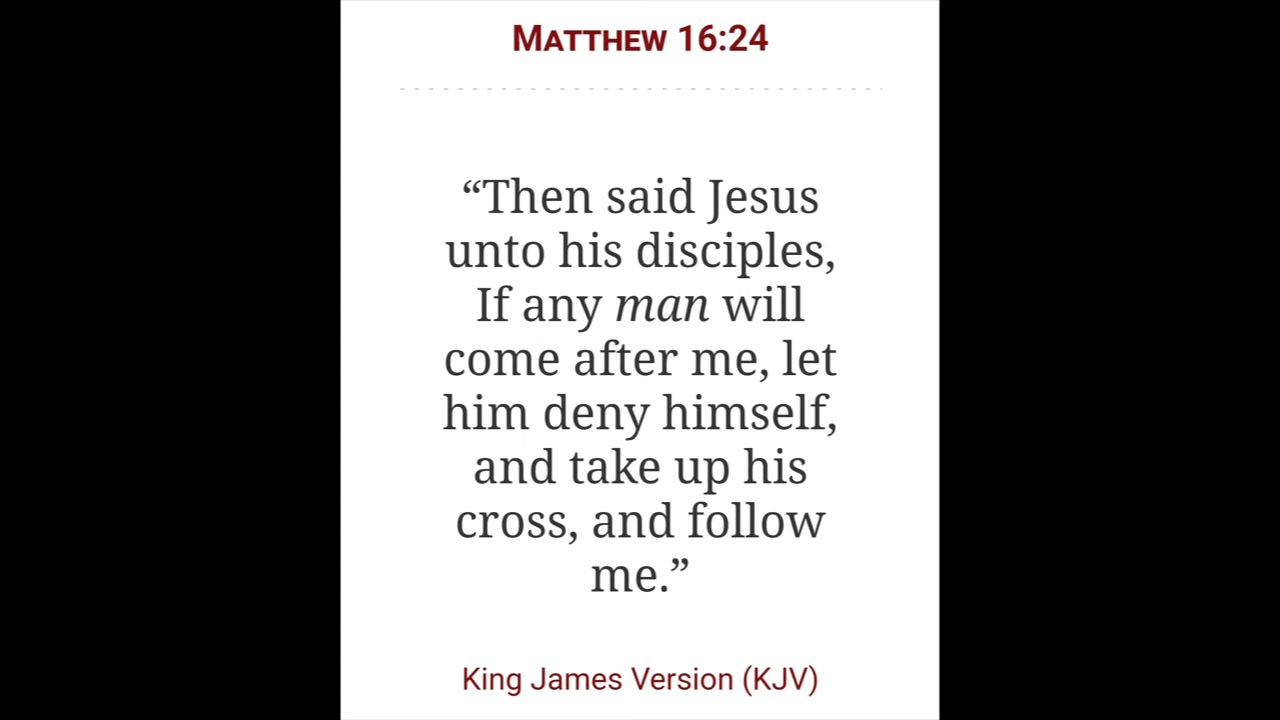 Matthew 16:24
“Then said Jesus
unto his disciples,
If any man will
come after me, let
him deny himself,
and take up his
cross, and follow
me.”
King James Version (KJV)